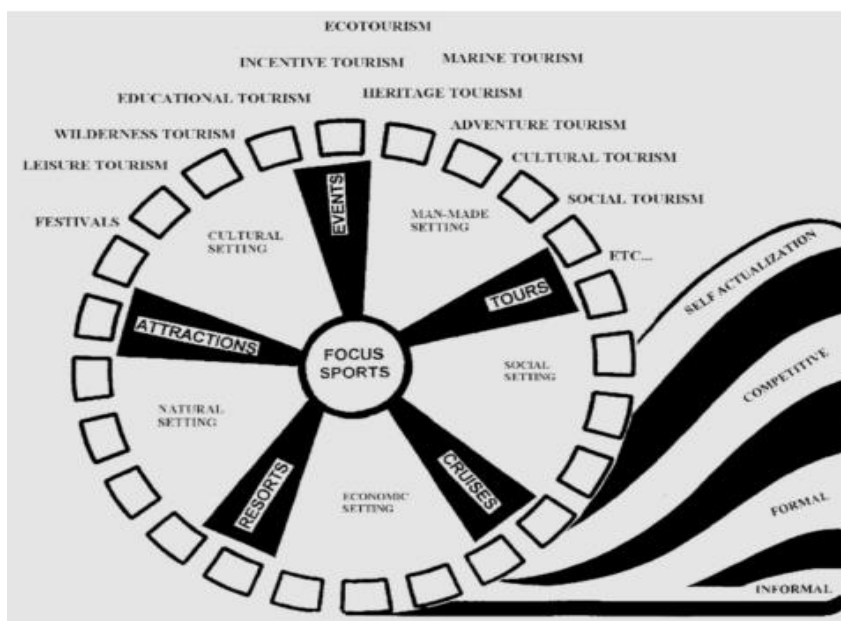 ECOTOURISM
INCENTIVE TOURISM
MARINE TOURISM
EDUCATIONAL TOURISM
HERITAGE TOURISM
WILDERNESS TOURISM
ADVENTURE TOURISM
LEISURE TOURISM
CULTURAL TOURISM
SOCIAL TOURISM
FESTIVALS
ETC...
EVENTS
CULTURAL
SETTING
MAN-MADE
SETTING
TOURS
ATTRACTIONS
FOCUS
SPORTS
SOCIAL
SETTING
NATURAL
SETTING
RESORTS
ECONOMIC
SETTING
CRUISES
SELF ACTUALIZATION
COMPETITIVE
FORMAL
INFORMAL